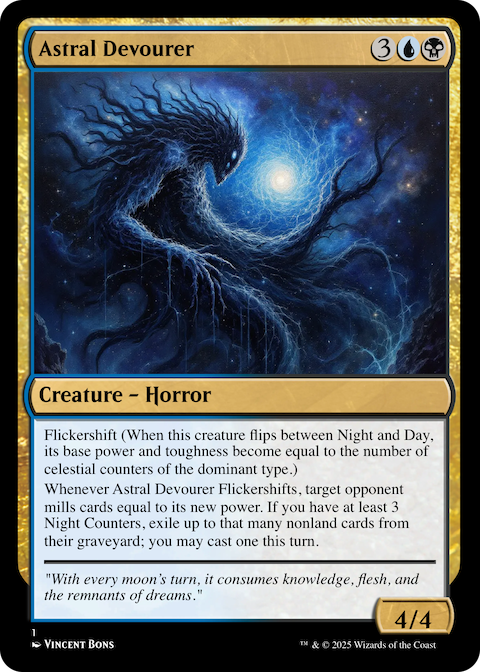 Astral Devourer 3
Creature – Horror
Flickershift (When this creature flips between Night and Day,
its base power and toughness become equal to the number of
celestial counters of the dominant type.)
Whenever Astral Devourer Flickershifts, target opponent
mills cards equal to its new power. If you have at least 3
Night Counters, exile up to that many nonland cards from
their graveyard; you may cast one this turn.
"With every moon's turn, it consumes knowledge, flesh, and
the remnants of dreams."
4/4
1
Vincent Bons ™ & © 2025 Wizards of the Coast